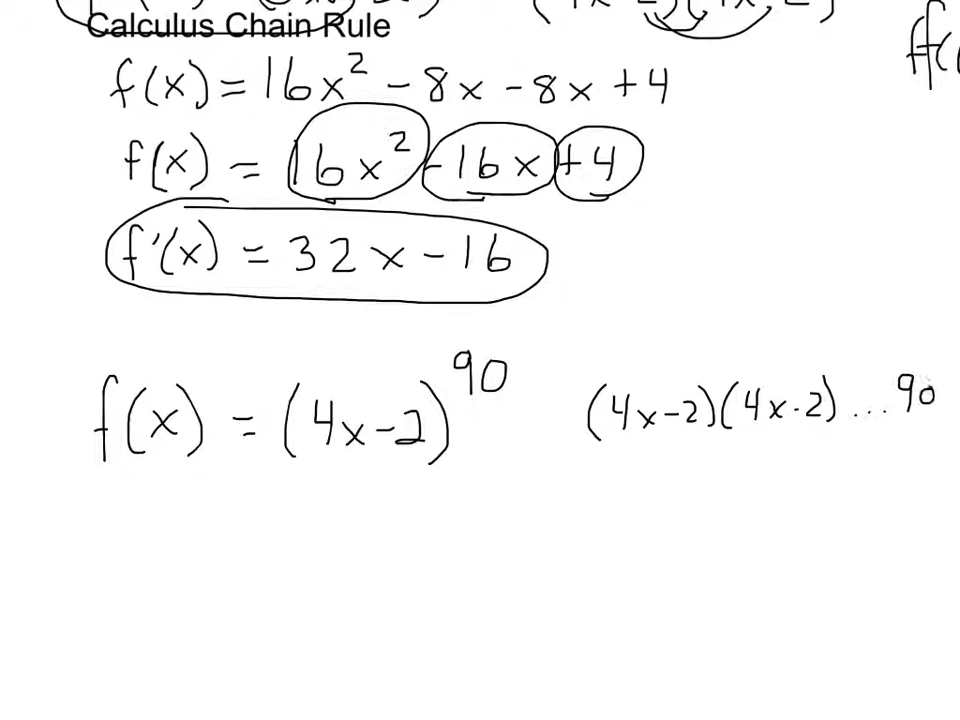 Calculus Chain Rule
f(x) = 16x² - 8x - 8x + 4
f(x) = 16x² - 16x + 4
f'(x) = 32x - 16
f(x) = (4x-2)⁹⁰ (4x-2)(4x-2) ... 90